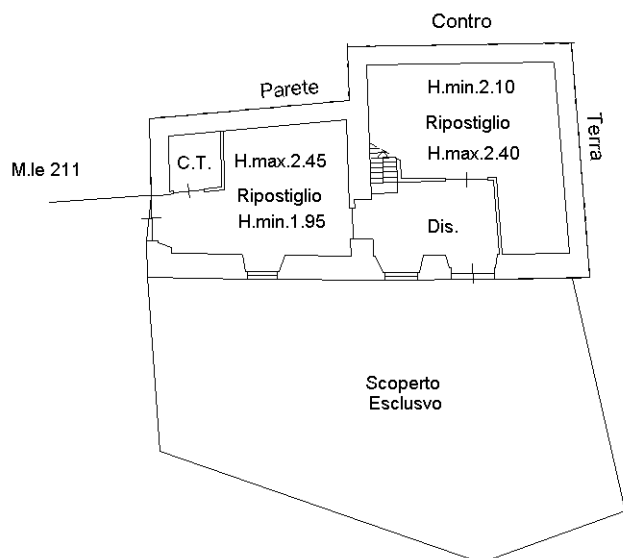 Contro
Parete
Terra
H.min.2.10
Ripostiglio
H.max.2.40
M.le 211
C.T.
H.max.2.45
Ripostiglio
H.min.1.95
Dis.
Scoperto
Esclusvo